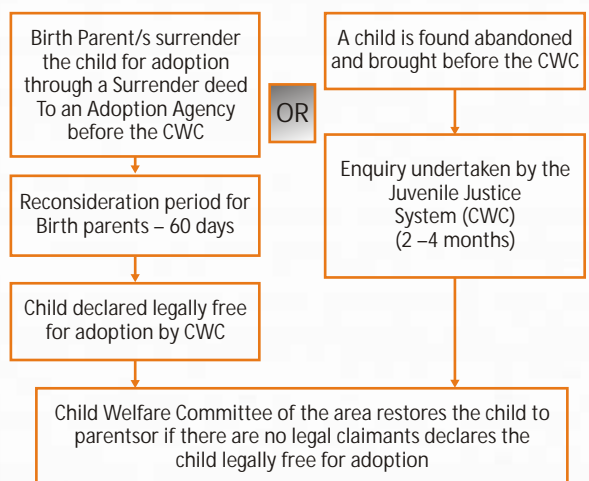 Birth Parent/s surrender
the child for adoption
through a Surrender deed
To an Adoption Agency
before the CWC
OR
A child is found abandoned
and brought before the CWC
Reconsideration period for
Birth parents – 60 days
Enquiry undertaken by the
Juvenile Justice
System (CWC)
(2 –4 months)
Child declared legally free
for adoption by CWC
Child Welfare Committee of the area restores the child to
parentsor if there are no legal claimants declares the
child legally free for adoption